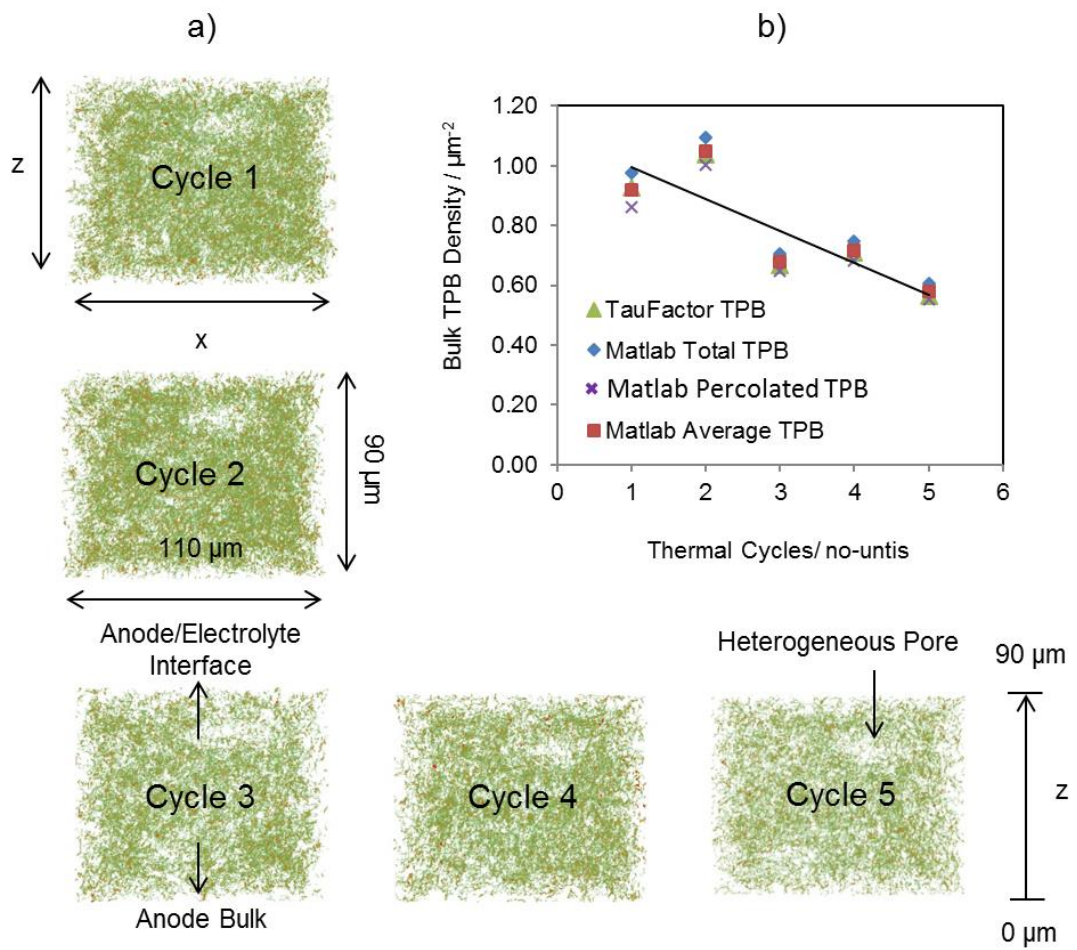 a)
z
Cycle 1
x
Cycle 2
110 µm
90 µm
Anode/Electrolyte
Interface
Cycle 3
Anode Bulk
Cycle 4
Heterogeneous Pore
Cycle 5
90 µm
z
0 µm
b)
Bulk TPB Density / µm⁻²
1.20
1.00
0.80
0.60
0.40
0.20
0.00
TauFactor TPB
Matlab Total TPB
Matlab Percolated TPB
Matlab Average TPB
0 1 2 3 4 5 6
Thermal Cycles/ no-untis